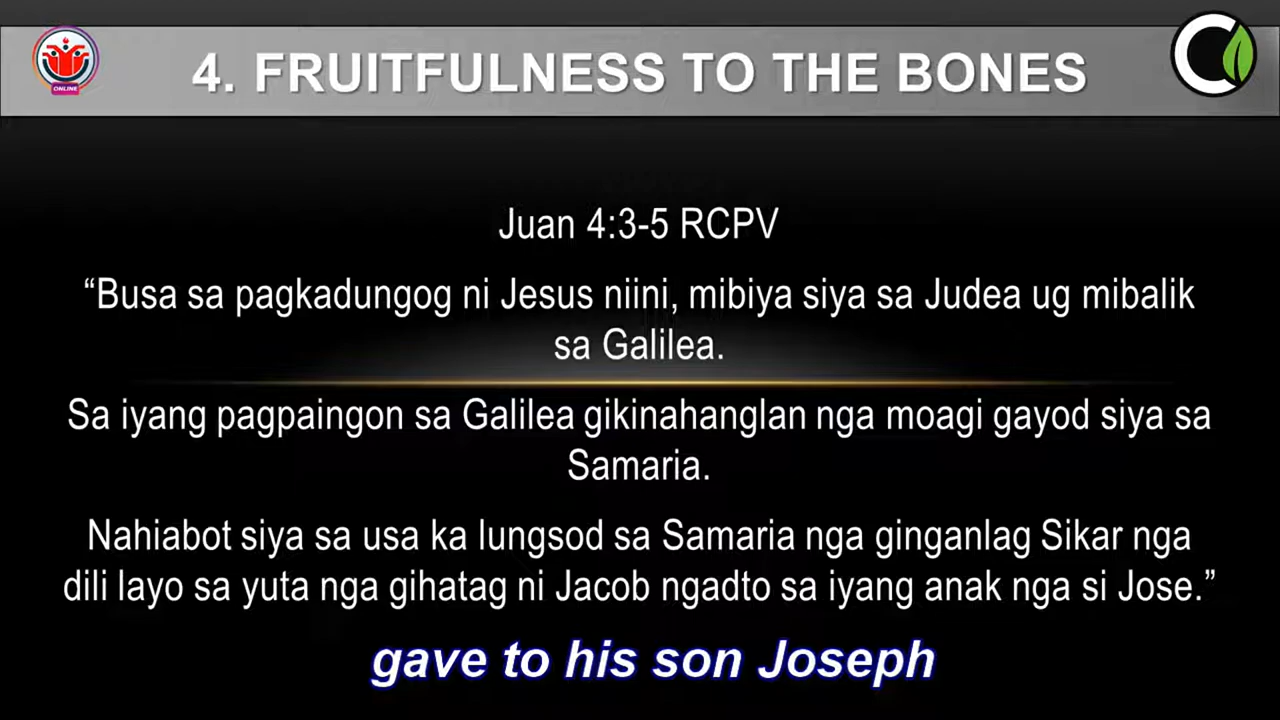 4. FRUITFULNESS TO THE BONES
ONLINE
Juan 4:3-5 RCPV
“Busa sa pagkadungog ni Jesus niini, mibiya siya sa Judea ug mibalik
sa Galilea.
Sa iyang pagpaingon sa Galilea gikinahanglan nga moagi gayod siya sa
Samaria.
Nahiabot siya sa usa ka lungsod sa Samaria nga ginganlag Sikar nga
dili layo sa yuta nga gihatag ni Jacob ngadto sa iyang anak nga si Jose.”
gave to his son Joseph